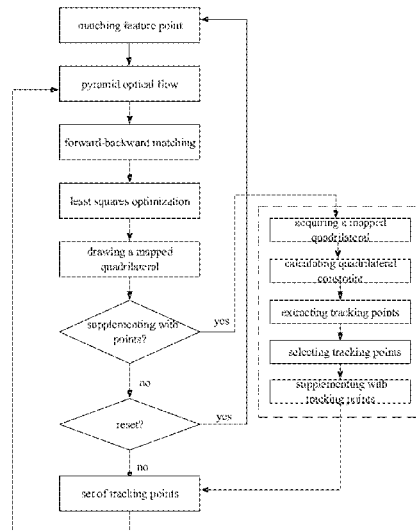 matching feature point
pyramid optical flow
forward-backward matching
least squares optimization
drawing a mapped
quadrilateral
supplementing with
points?
yes
no
reset?
yes
no
set of tracking points
acquiring a mapped
quadrilateral
calculating quadrilateral
constraint
extracting tracking points
selecting tracking points
supplementing with
tracking points